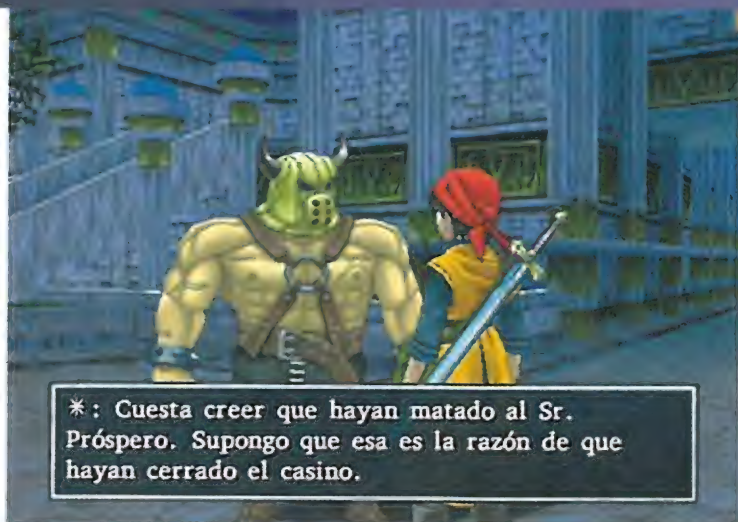 *: Cuesta creer que hayan matado al Sr.
Próspero. Supongo que esa es la razón de que
hayan cerrado el casino.